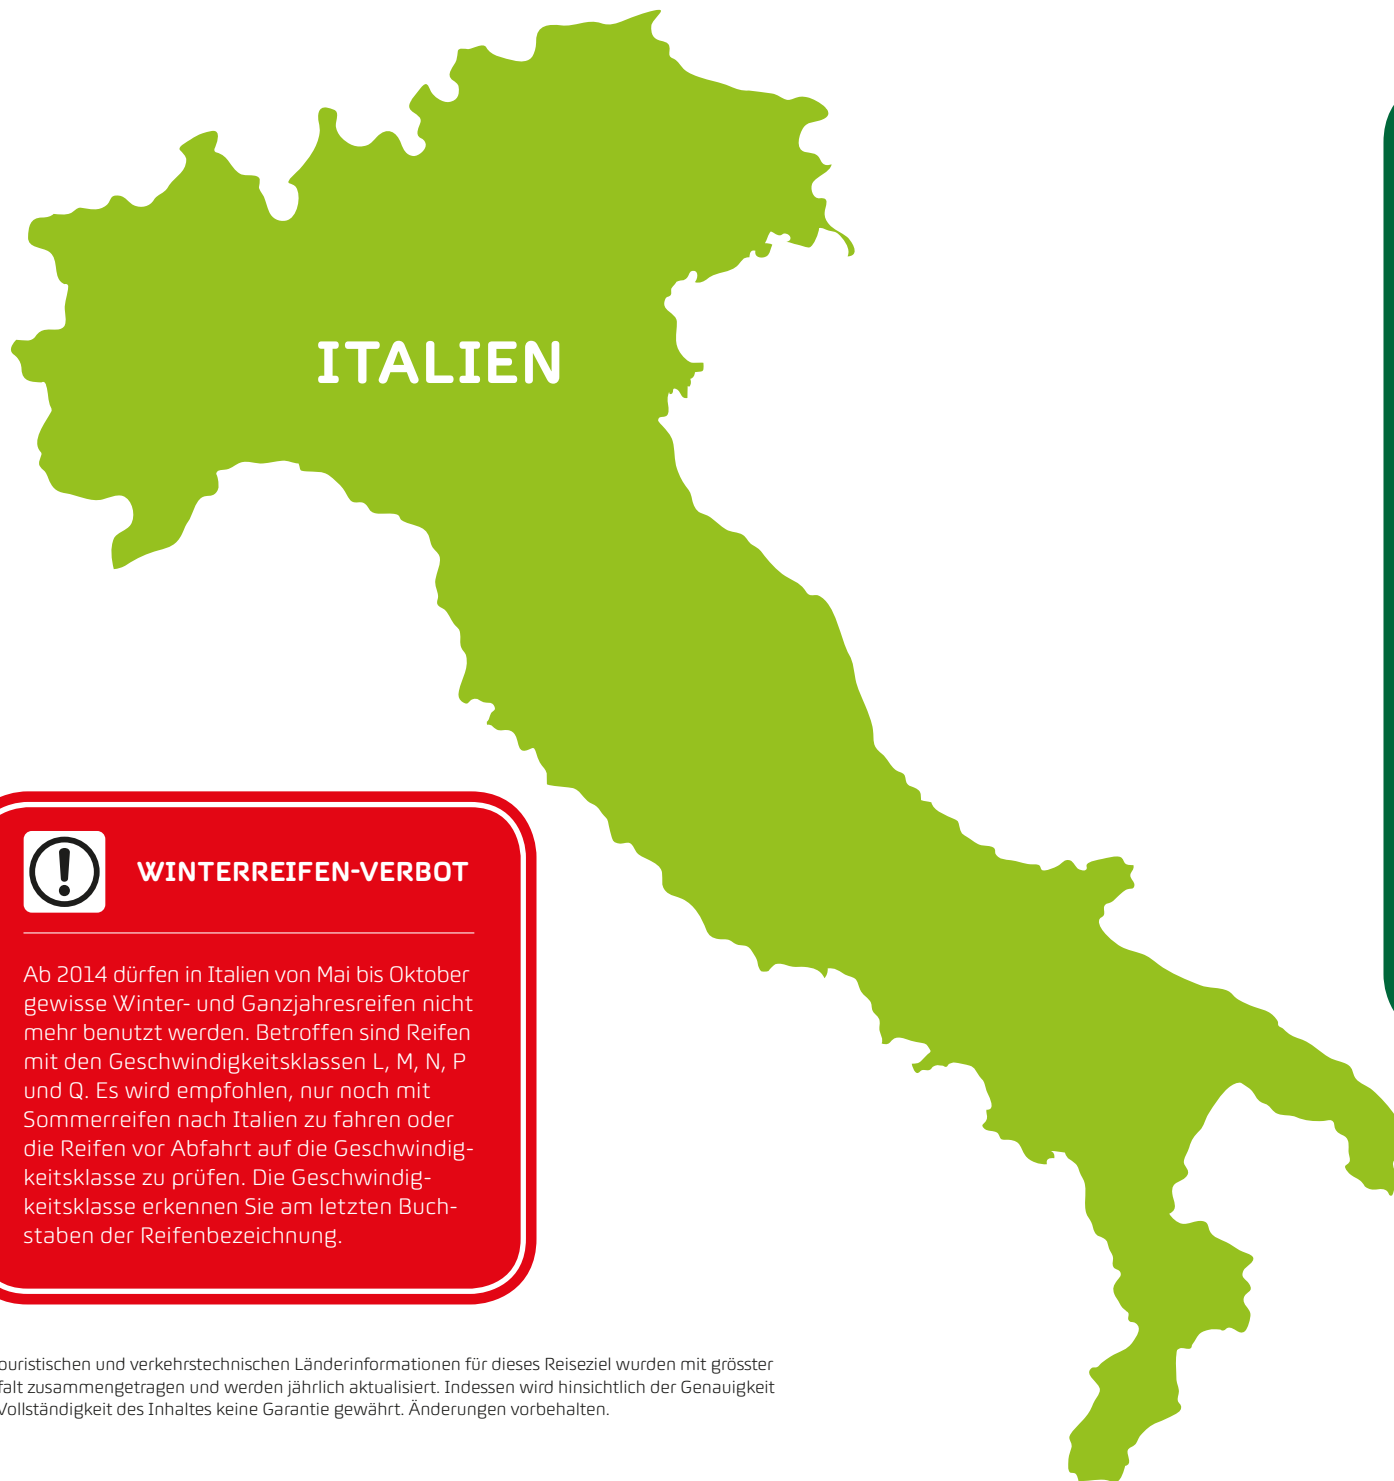 ITALIEN
WINTERREIFEN-VERBOT
Ab 2014 dürfen in Italien von Mai bis Oktober
gewisse Winter- und Ganzjahresreifen nicht
mehr benutzt werden. Betroffen sind Reifen
mit den Geschwindigkeitsklassen L, M, N, P
und Q. Es wird empfohlen, nur noch mit
Sommerreifen nach Italien zu fahren oder
die Reifen vor Abfahrt auf die Geschwindig-
keitsklasse zu prüfen. Die Geschwindig-
keitsklasse erkennen Sie am letzten Buch-
staben der Reifenbezeichnung.
ouristischen und verkehrstechnischen Länderinformationen für dieses Reiseziel wurden mit grösster
falt zusammengetragen und werden jährlich aktualisiert. Indessen wird hinsichtlich der Genauigkeit
Vollständigkeit des Inhaltes keine Garantie gewährt. Änderungen vorbehalten.